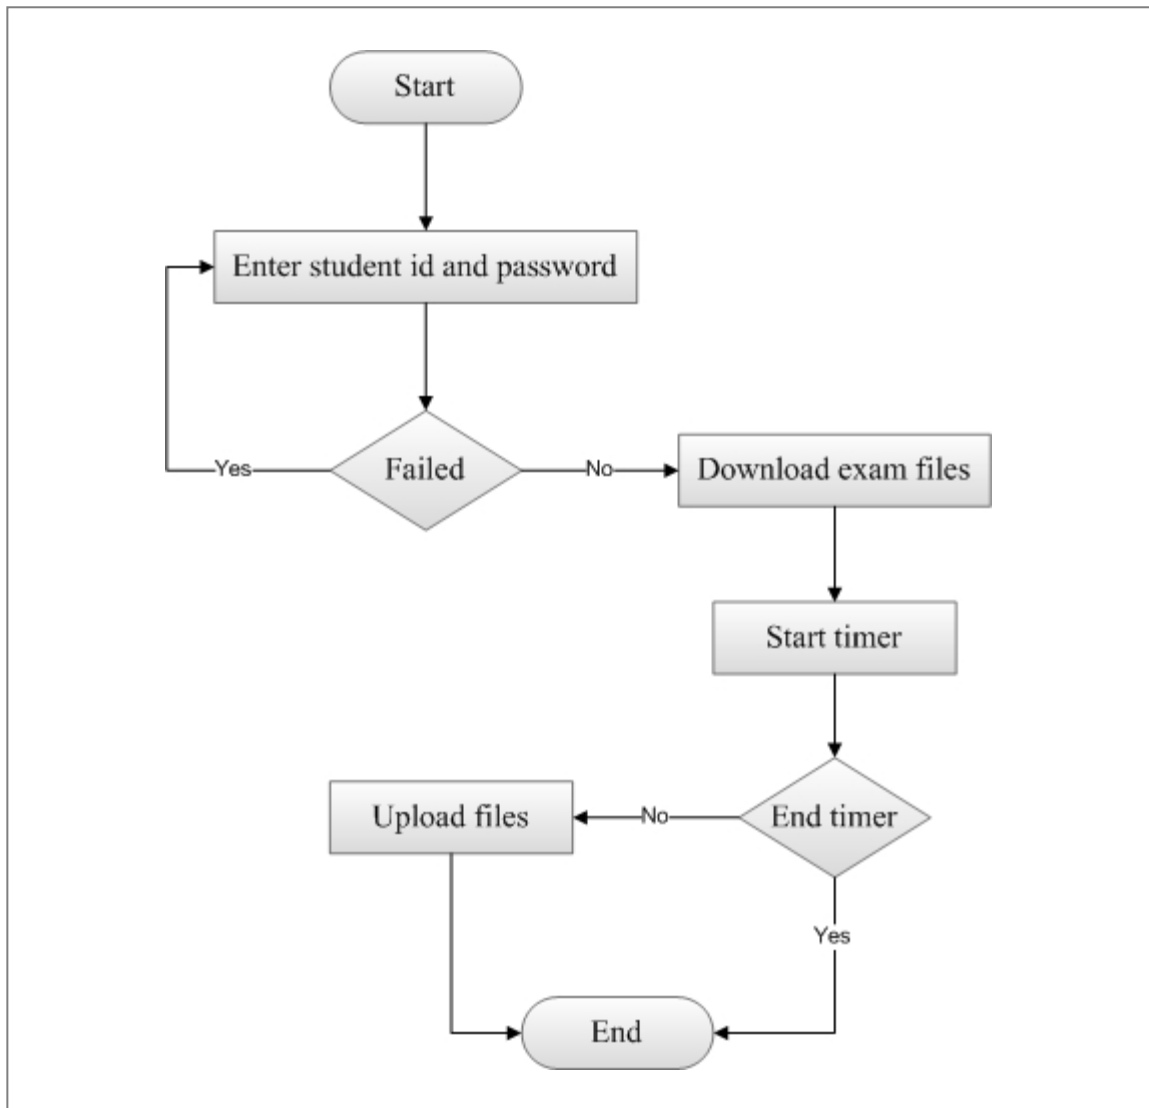 Start
Enter student id and password
Yes
Failed
No
Download exam files
Start timer
Upload files
No
End timer
Yes
End